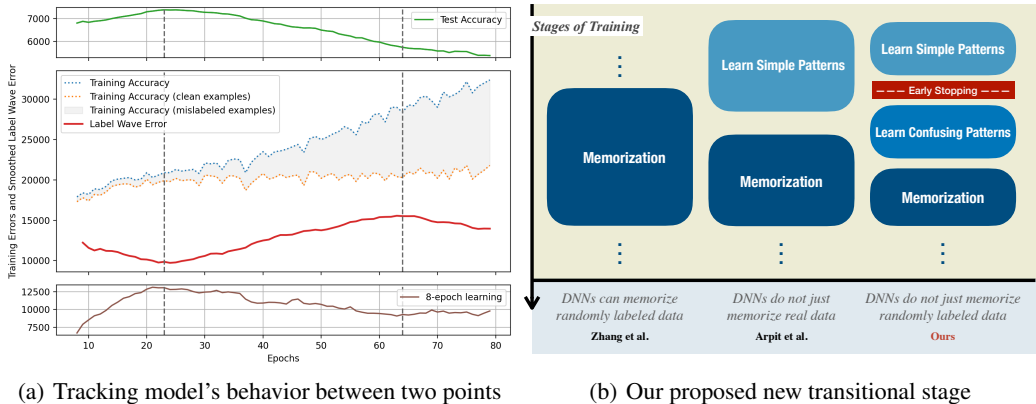 7000
6000
Test Accuracy
Training Errors and Smoothed Label Wave Error
30000
25000
20000
15000
10000
Training Accuracy
Training Accuracy (clean examples)
Training Accuracy (mislabeled examples)
Label Wave Error
12500
10000
7500
8-epoch learning
10 20 30 40 50 60 70 80
Epochs
(a) Tracking model's behavior between two points
Stages of Training
Memorization
Learn Simple Patterns
Memorization
Learn Simple Patterns
Early Stopping
Learn Confusing Patterns
Memorization
DNNs can memorize
randomly labeled data
Zhang et al.
DNNs do not just
memorize real data
Arpit et al.
DNNs do not just memorize
randomly labeled data
Ours
(b) Our proposed new transitional stage